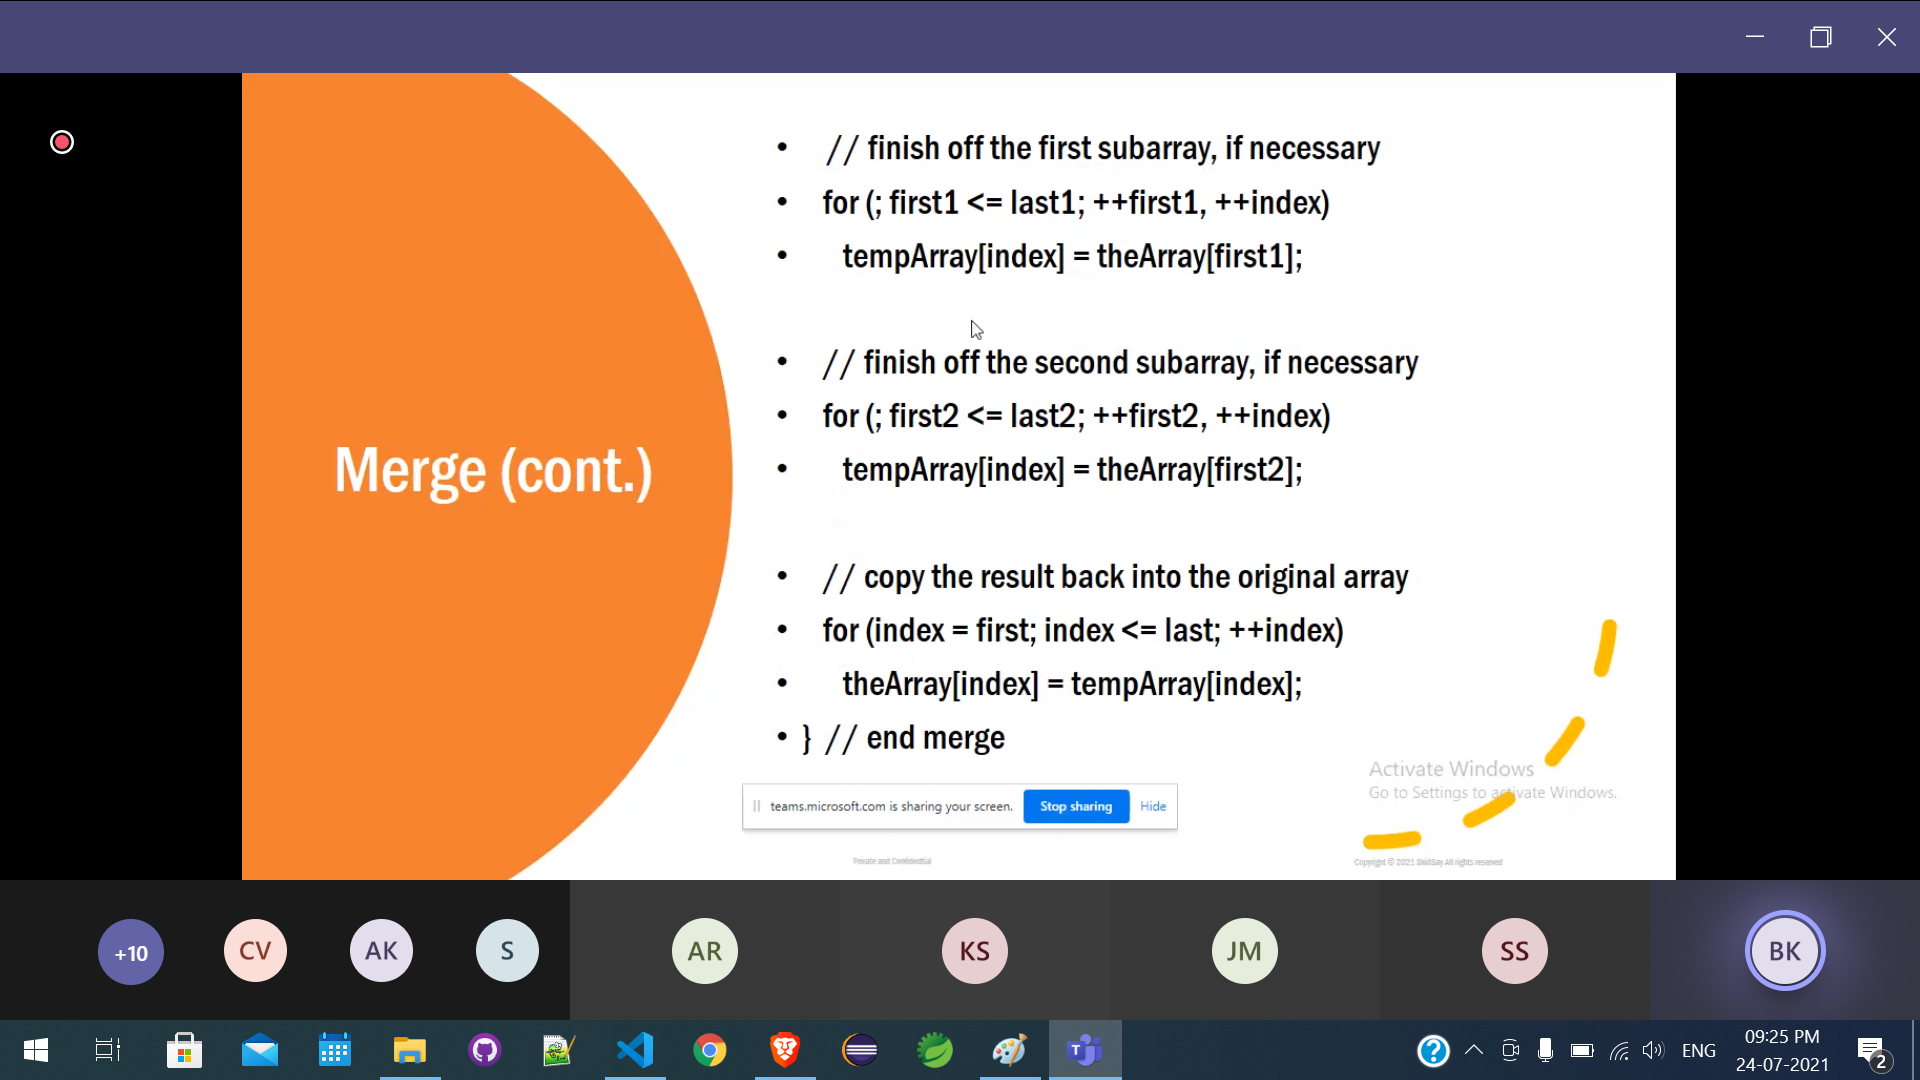 • // finish off the first subarray, if necessary
• for (; first1 <= last1; ++first1, ++index)
• tempArray[index] = theArray[first1];
• // finish off the second subarray, if necessary
• for (; first2 <= last2; ++first2, ++index)
• tempArray[index] = theArray[first2];
Merge (cont.)
• // copy the result back into the original array
• for (index = first; index <= last; ++index)
• theArray[index] = tempArray[index];
• } // end merge
Activate Windows
Go to Settings to activate Windows.
teams.microsoft.com is sharing your screen. Stop sharing Hide
Private and Confidential
Copyright © 2021 SkillSay All rights reserved
+10 CV AK S AR KS JM SS BK
ENG
09:25 PM
24-07-2021
2